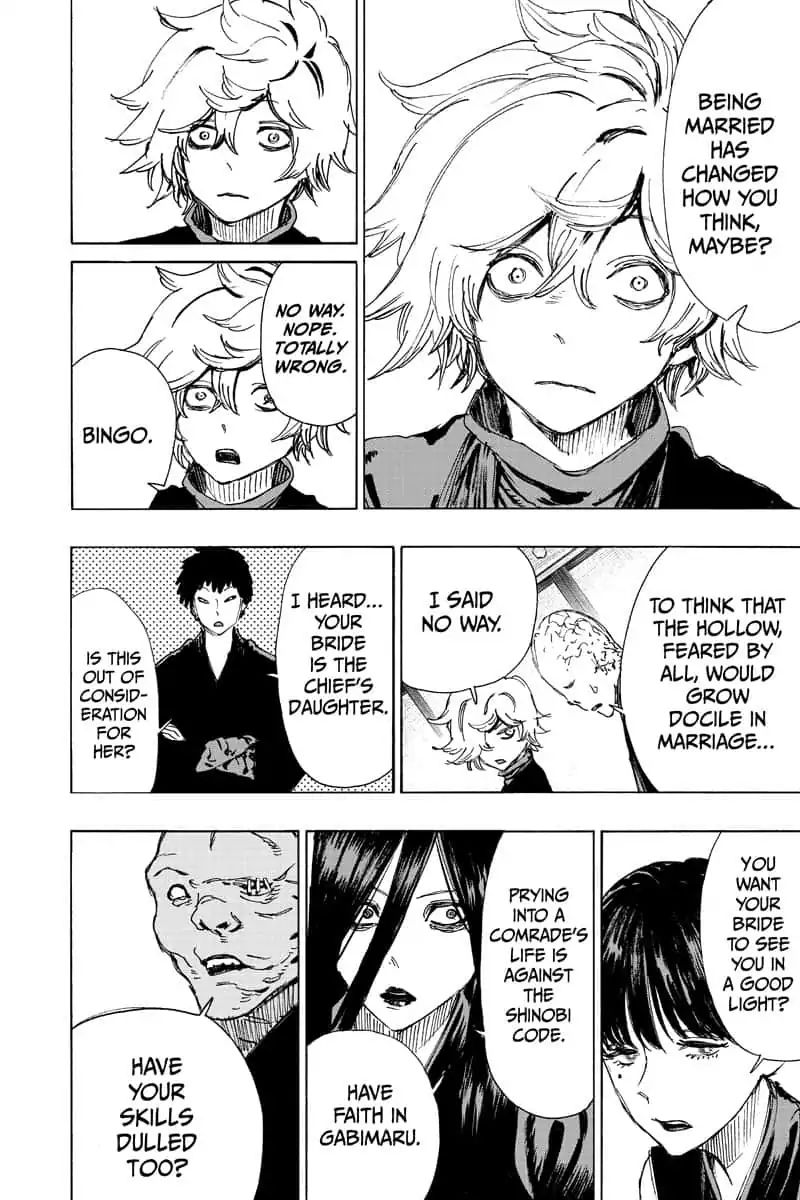 BEING
MARRIED
HAS
CHANGED
HOW YOU
THINK,
MAYBE?
NO WAY.
NOPE.
TOTALLY
WRONG.
BINGO.
TO THINK THAT
THE HOLLOW,
FEARED BY
ALL, WOULD
GROW
DOCILE IN
MARRIAGE...
I SAID
NO WAY.
I HEARD...
YOUR
BRIDE
IS THE
CHIEF'S
DAUGHTER.
IS THIS
OUT OF
CONSID-
ERATION
FOR
HER?
YOU
WANT
YOUR
BRIDE
TO SEE
YOU IN
A GOOD
LIGHT?
PRYING
INTO A
COMRADE'S
LIFE IS
AGAINST
THE
SHINOBI
CODE.
HAVE
FAITH IN
GABIMARU.
HAVE
YOUR
SKILLS
DULLED
TOO?